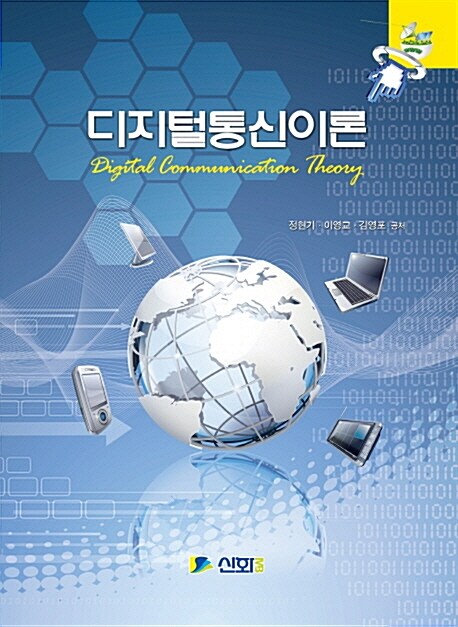 디지털통신이론
Digital Communication Theory
정현기 · 이영교 · 김영포 공저
신화